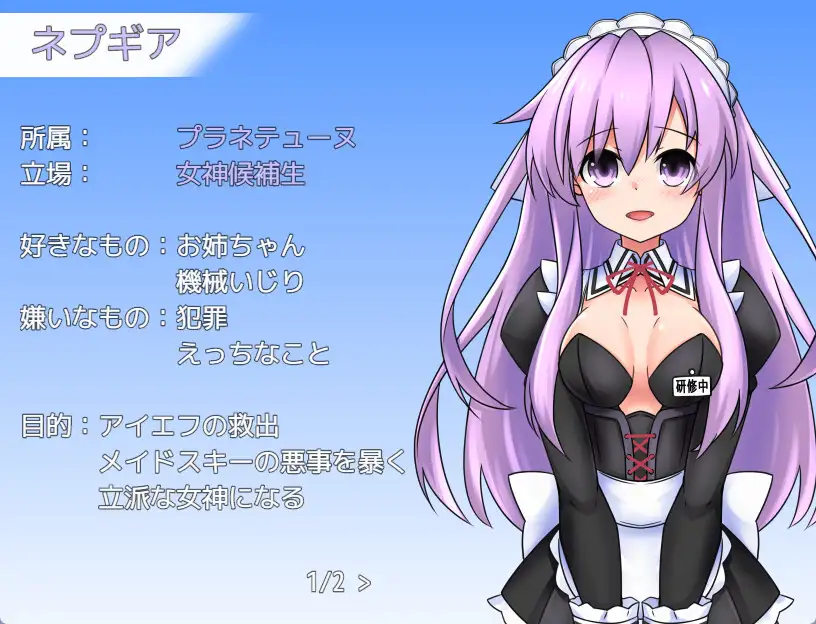 ネプギア
所属： プラネテューヌ
立場： 女神候補生
好きなもの：お姉ちゃん
機械いじり
嫌いなもの：犯罪
えっちなこと
目的：アイエフの救出
メイドスキーの悪事を暴く
立派な女神になる
1/2 >
研修中